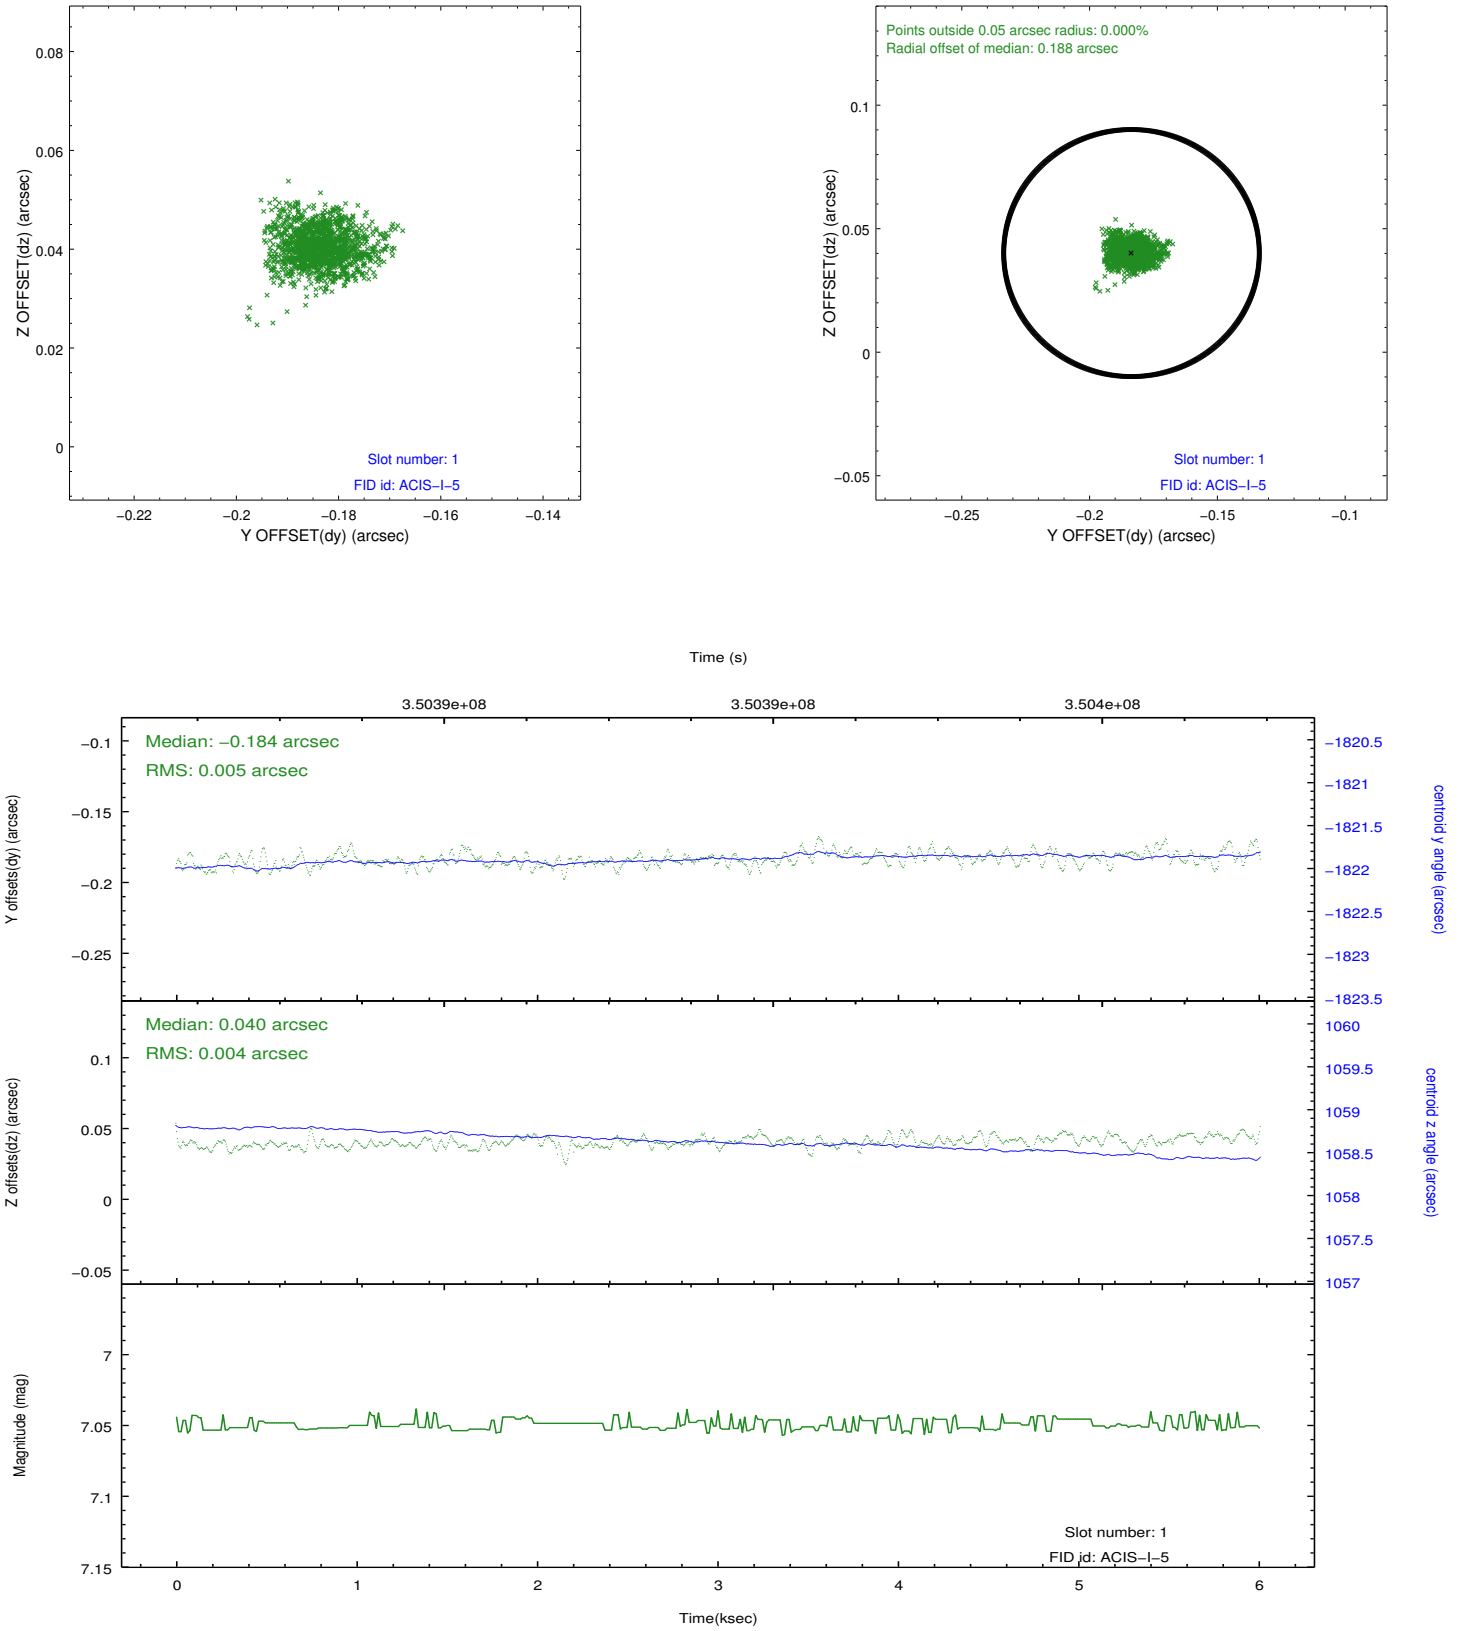 0.08
0.06
0.04
0.02
0
Z OFFSET(dz) (arcsec)
Slot number: 1
FID id: ACIS−I−5
−0.22
−0.2
−0.18
−0.16
−0.14
Y OFFSET(dy) (arcsec)
Points outside 0.05 arcsec radius: 0.000%
Radial offset of median: 0.188 arcsec
0.1
0.05
0
−0.05
Z OFFSET(dz) (arcsec)
Slot number: 1
FID id: ACIS−I−5
−0.25
−0.2
−0.15
−0.1
Y OFFSET(dy) (arcsec)
Time (s)
3.5039e+08
3.5039e+08
3.504e+08
Median: −0.184 arcsec
RMS: 0.005 arcsec
−0.1
−0.15
−0.2
−0.25
Y offsets(dy) (arcsec)
−1820.5
−1821
−1821.5
−1822
−1822.5
−1823
−1823.5
centroid y angle (arcsec)
Median: 0.040 arcsec
RMS: 0.004 arcsec
0.1
0.05
0
−0.05
Z offsets(dz) (arcsec)
1060
1059.5
1059
1058.5
1058
1057.5
1057
centroid z angle (arcsec)
7
7.05
7.1
7.15
Magnitude (mag)
Slot number: 1
FID id: ACIS−I−5
0
1
2
3
4
5
6
Time(ksec)